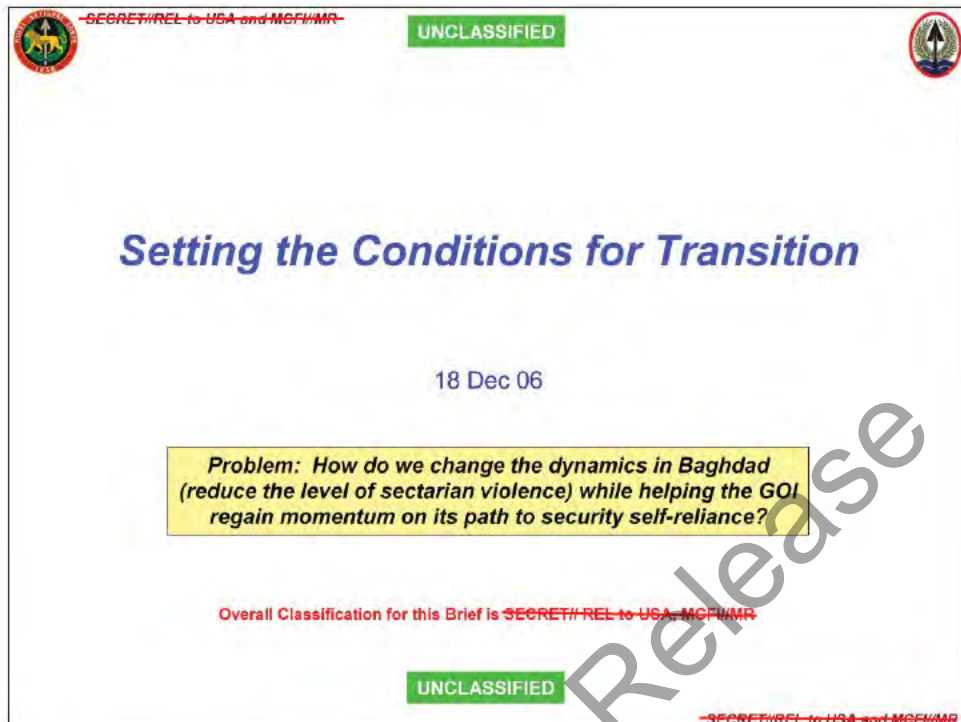 SECRET//REL to USA and MCFI//MR
UNCLASSIFIED
Setting the Conditions for Transition
18 Dec 06
Problem: How do we change the dynamics in Baghdad
(reduce the level of sectarian violence) while helping the GOI
regain momentum on its path to security self-reliance?
Overall Classification for this Brief is SECRET// REL to USA, MCFI//MR
Release
UNCLASSIFIED
SECRET//REL to USA and MCFI//MR